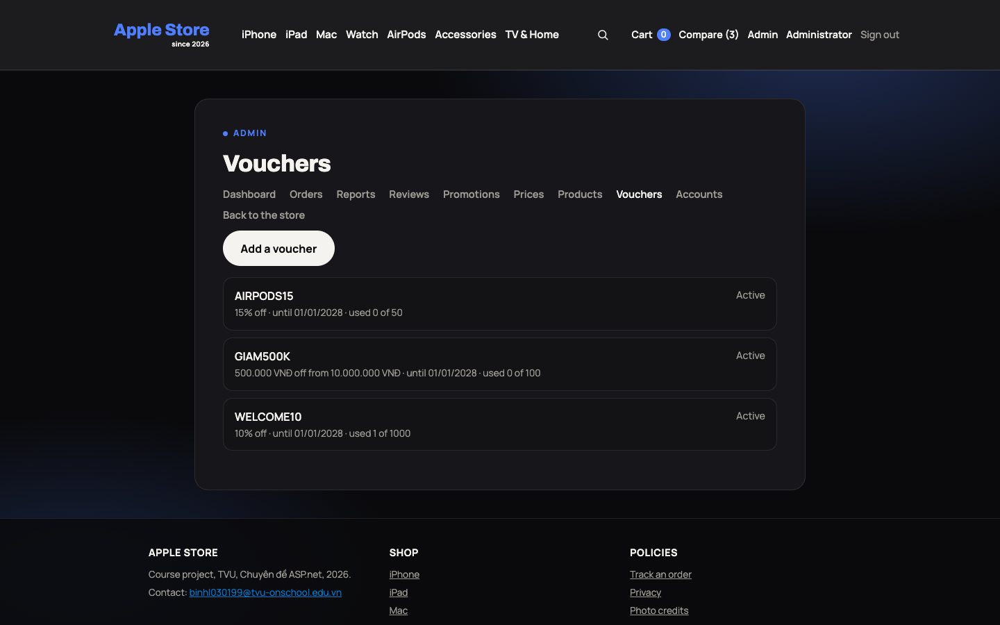 Apple Store
since 2026
iPhone iPad Mac Watch AirPods Accessories TV & Home
Cart 0 Compare (3) Admin Administrator Sign out
ADMIN
Vouchers
Dashboard Orders Reports Reviews Promotions Prices Products Vouchers Accounts
Back to the store
Add a voucher
AIRPODS15
Active
15% off · until 01/01/2028 · used 0 of 50
GIAM500K
Active
500.000 VNĐ off from 10.000.000 VNĐ · until 01/01/2028 · used 0 of 100
WELCOME10
Active
10% off · until 01/01/2028 · used 1 of 1000
APPLE STORE
Course project, TVU, Chuyên đề ASP.net, 2026.
Contact: binhl030199@tvu-onschool.edu.vn
SHOP
iPhone
iPad
Mac
POLICIES
Track an order
Privacy
Photo credits